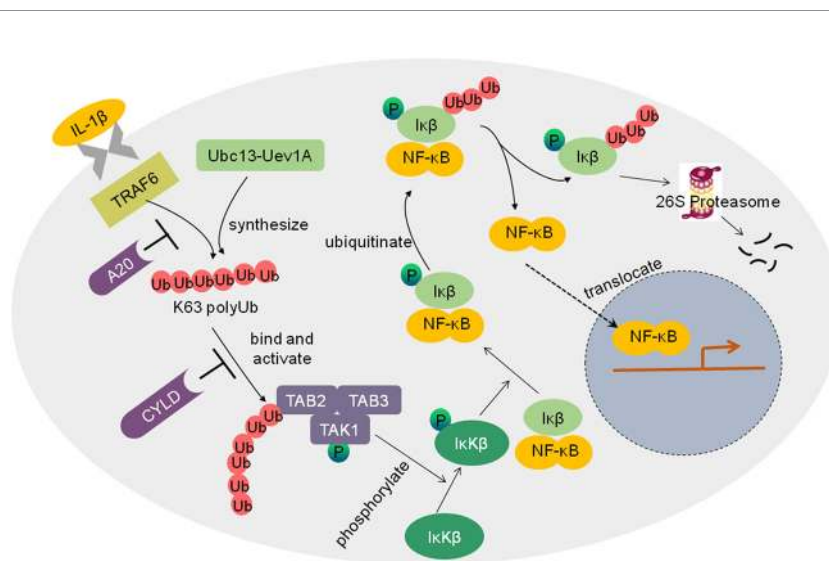 IL-1β
TRAF6
Ubc13-Uev1A
synthesize
A20
Ub Ub Ub Ub Ub Ub
K63 polyUb
bind and
activate
CYLD
Ub
Ub
Ub
Ub
Ub
Ub
TAB2
TAB3
TAK1
P
phosphorylate
IκKβ
P
IκKβ
Iκβ
NF-κB
P
Iκβ
NF-κB
ubiquitinate
P
Iκβ
NF-κB
Ub Ub Ub
P
Iκβ
Ub Ub Ub
26S Proteasome
NF-κB
translocate
NF-κB